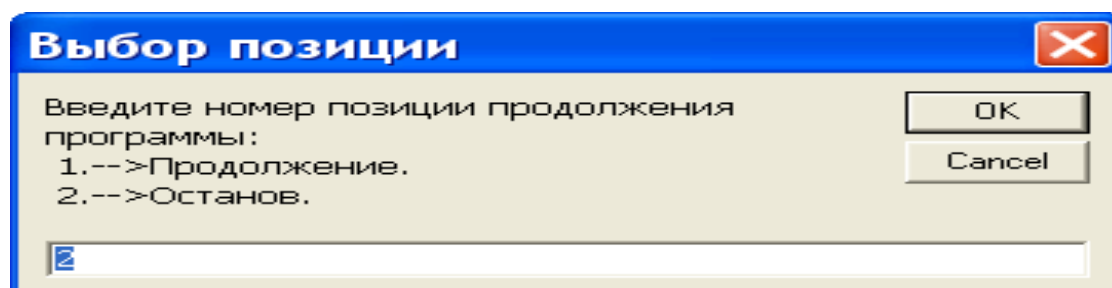 Выбор позиции
Введите номер позиции продолжения
программы:
1.-->Продолжение.
2.-->Останов.
OK
Cancel
2